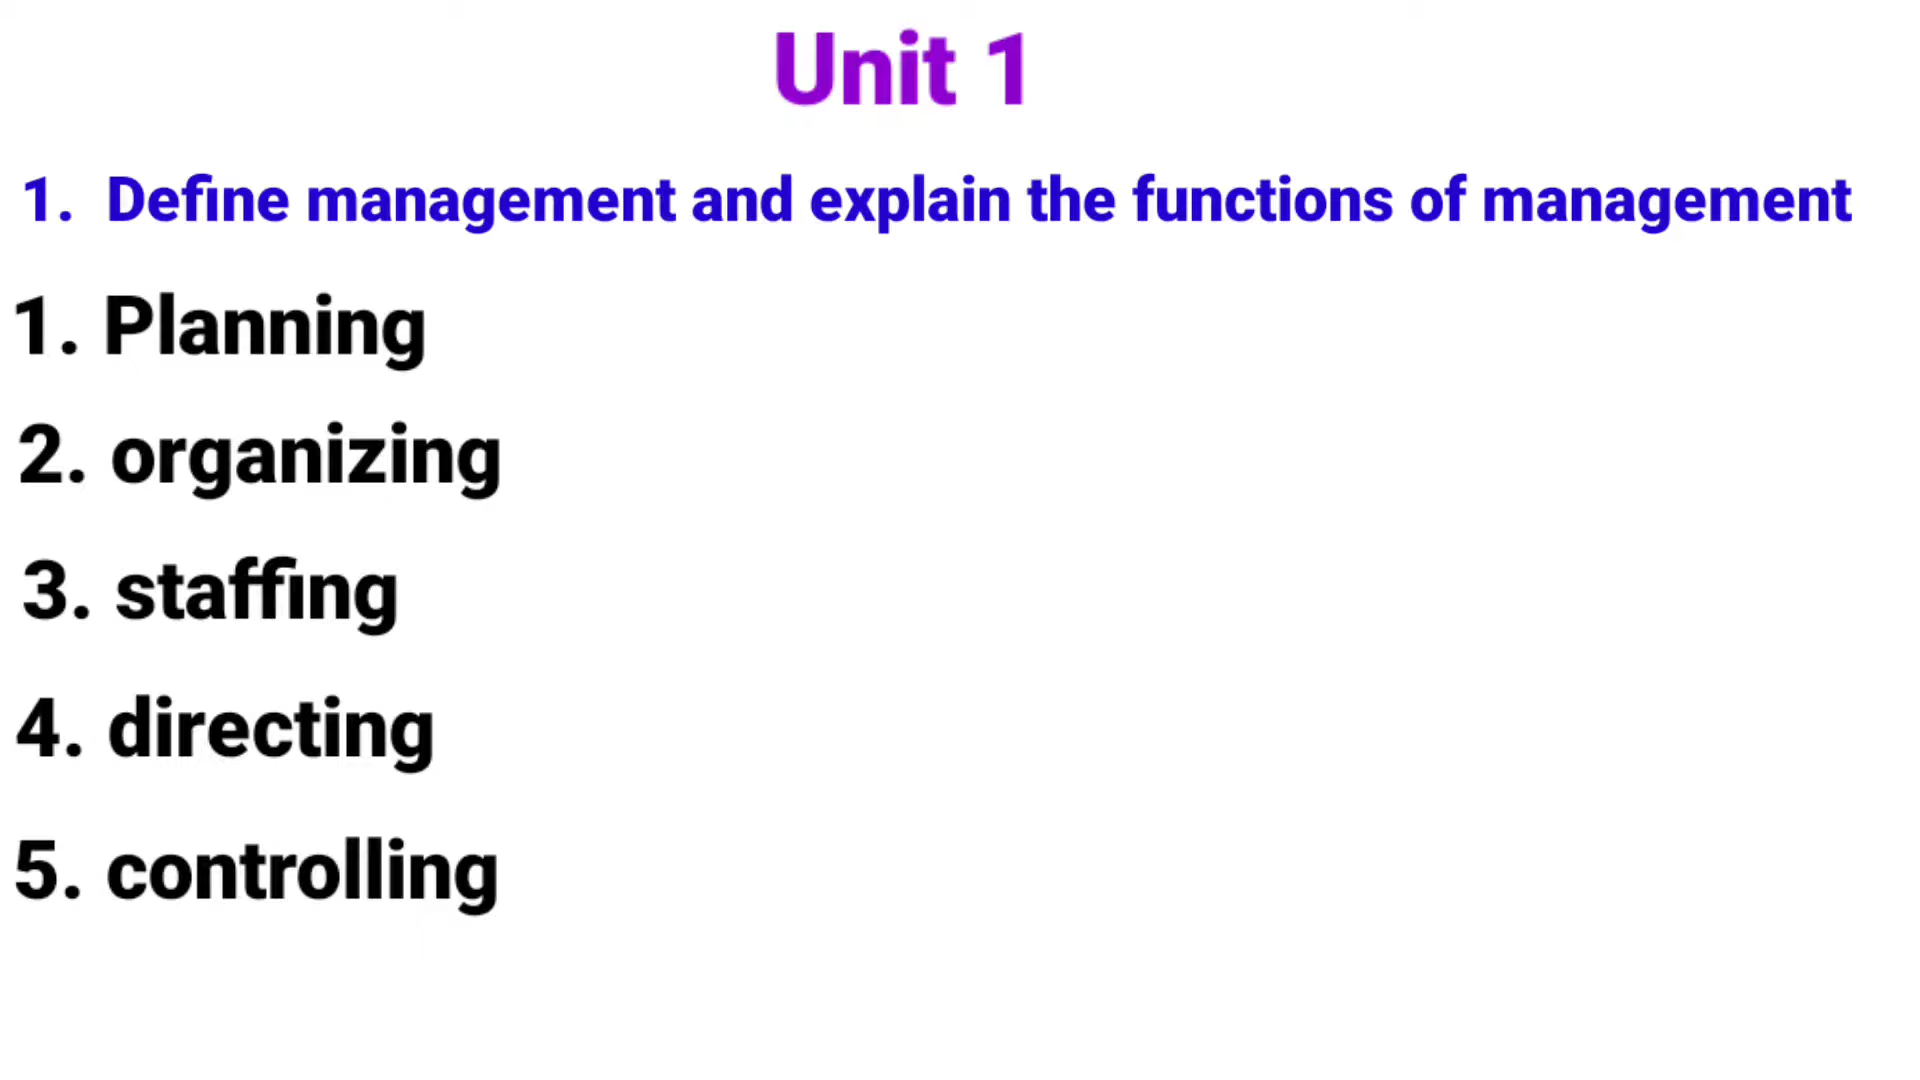 Unit 1
1. Define management and explain the functions of management
1. Planning
2. organizing
3. staffing
4. directing
5. controlling